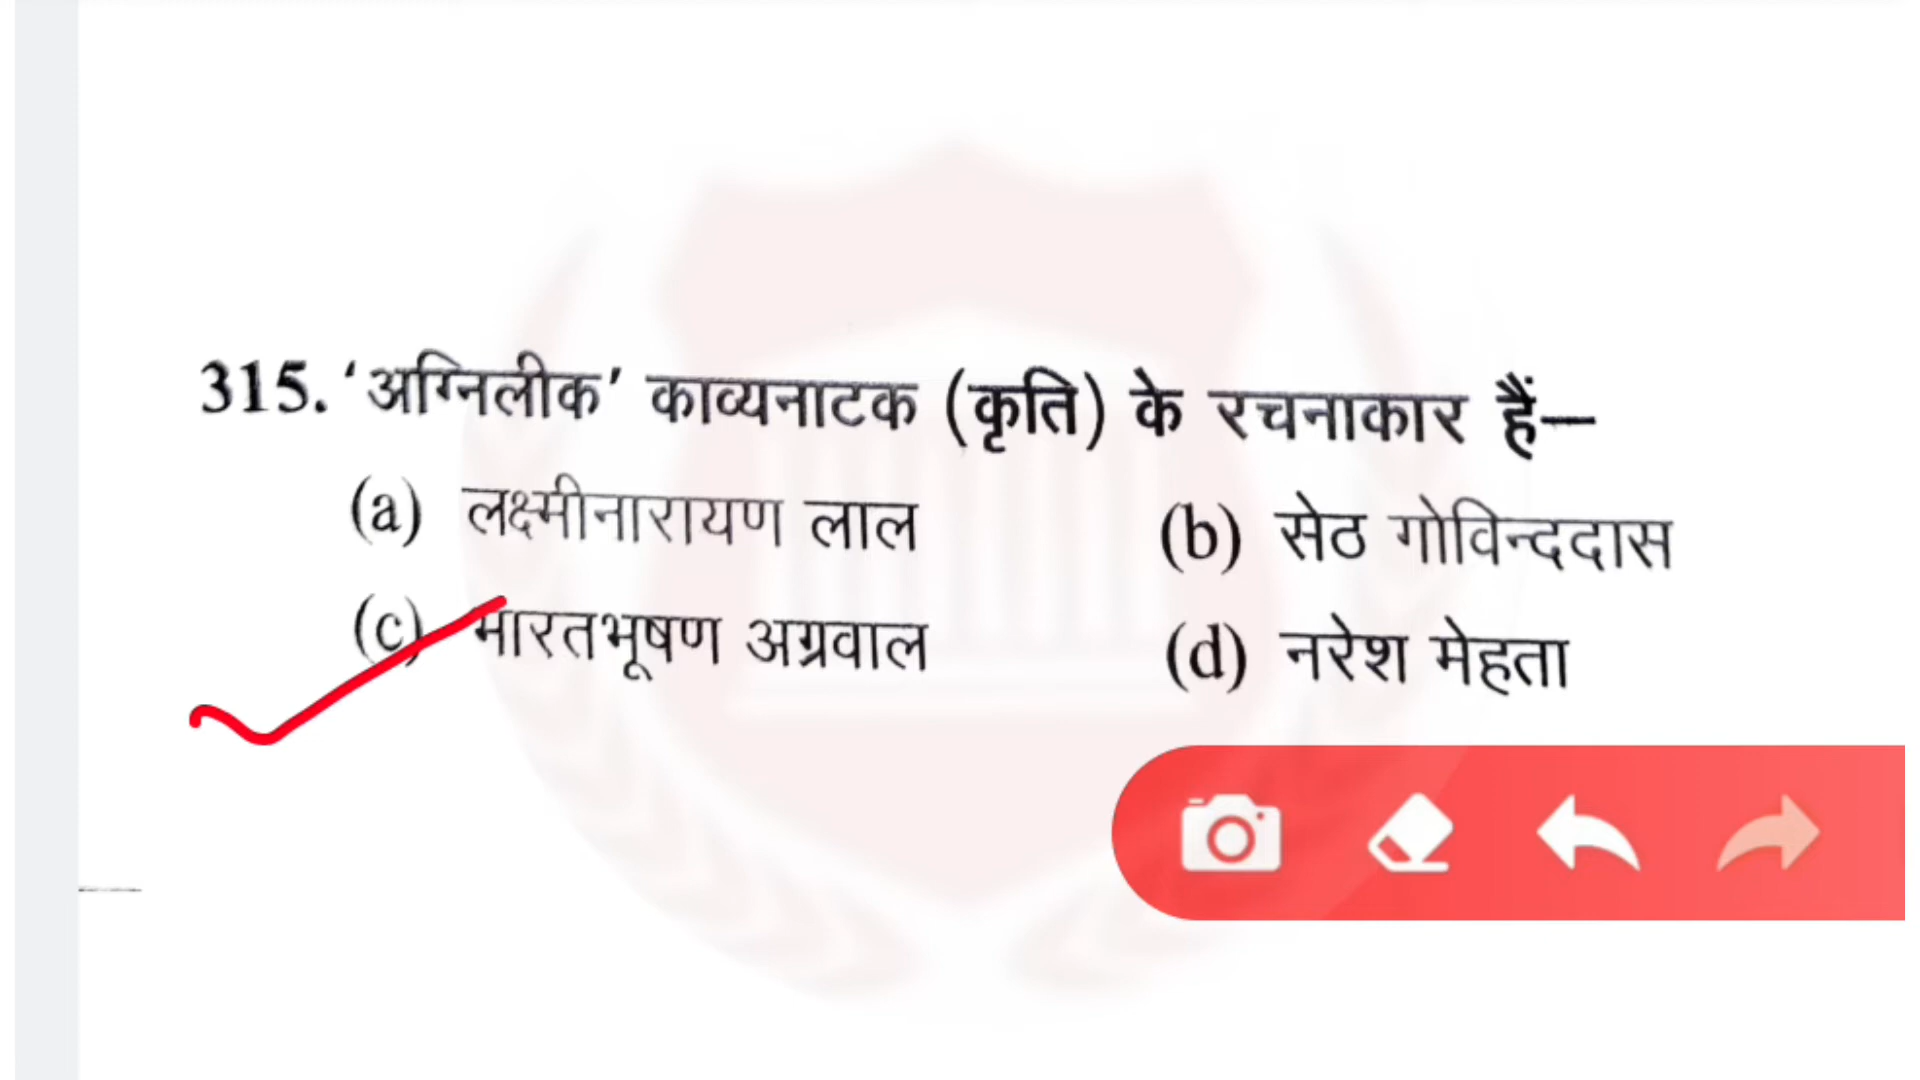 315. ‘अग्निलीक’ काव्यनाटक (कृति) के रचनाकार हैं–
(a) लक्ष्मीनारायण लाल (b) सेठ गोविन्ददास
(c) भारतभूषण अग्रवाल (d) नरेश मेहता